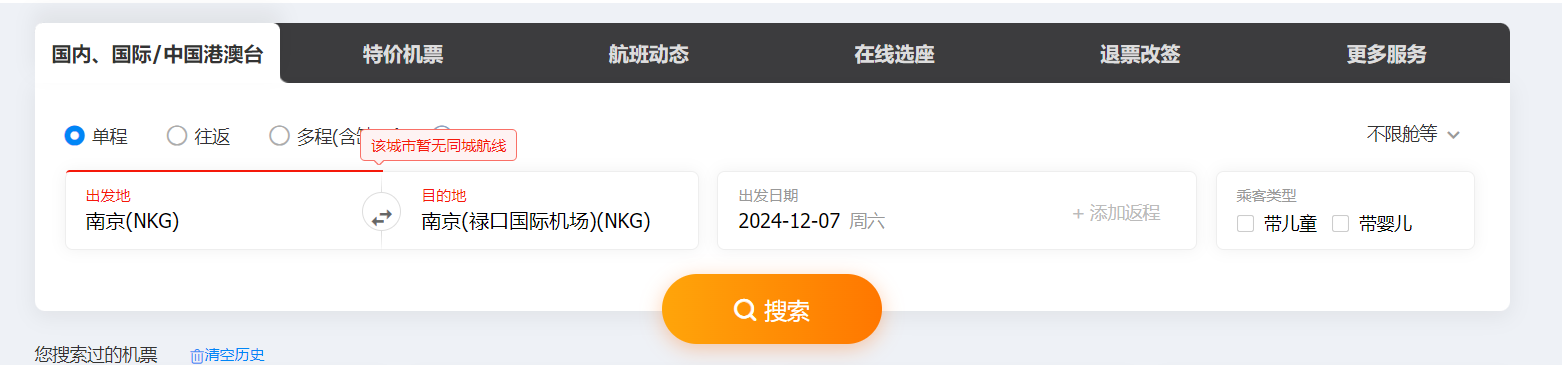 国内、国际/中国港澳台 特价机票 航班动态 在线选座 退票改签 更多服务
单程 往返 多程(含 不限舱等
该城市暂无同城航线
出发地 目的地 出发日期 乘客类型
南京(NKG) 南京(禄口国际机场)(NKG) 2024-12-07 周六 + 添加返程 带儿童 带婴儿
搜索
您搜索过的机票 清空历史